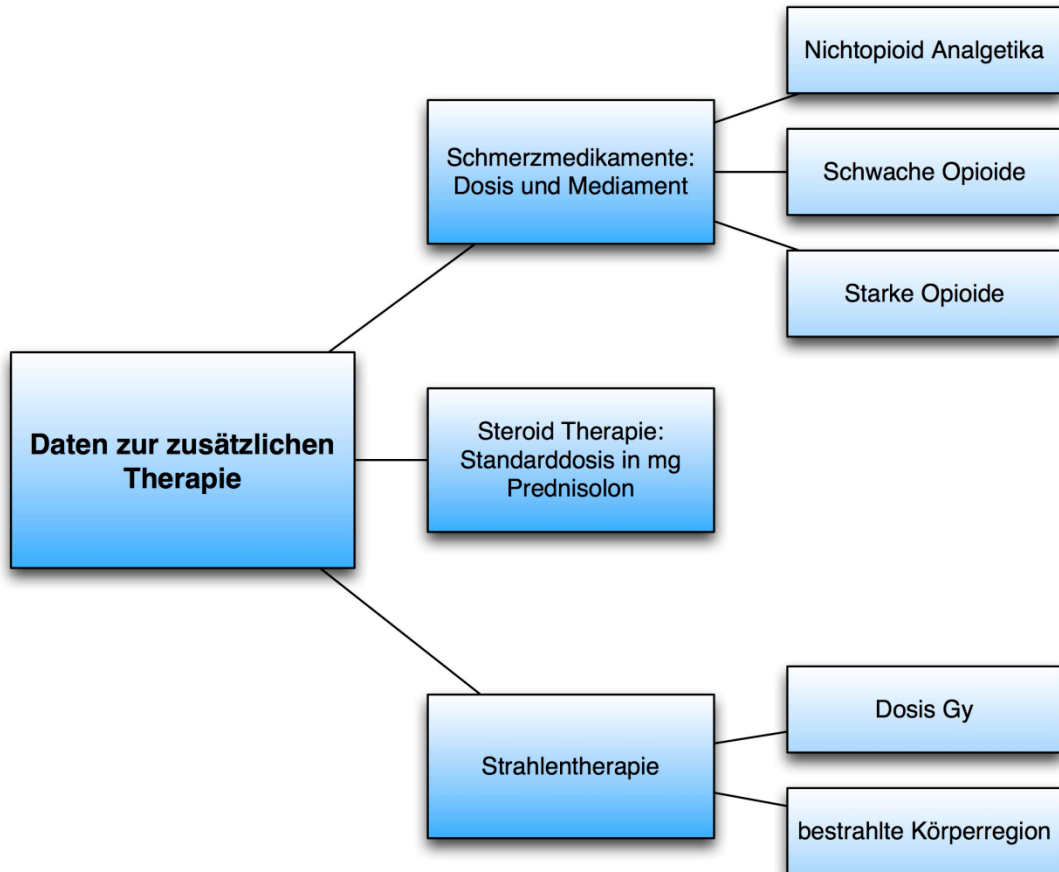 Nichtopioid Analgetika
Schmerzmedikamente:
Dosis und Mediament
Schwache Opioide
Starke Opioide
Daten zur zusätzlichen
Therapie
Steroid Therapie:
Standarddosis in mg
Prednisolon
Strahlentherapie
Dosis Gy
bestrahlte Körperregion